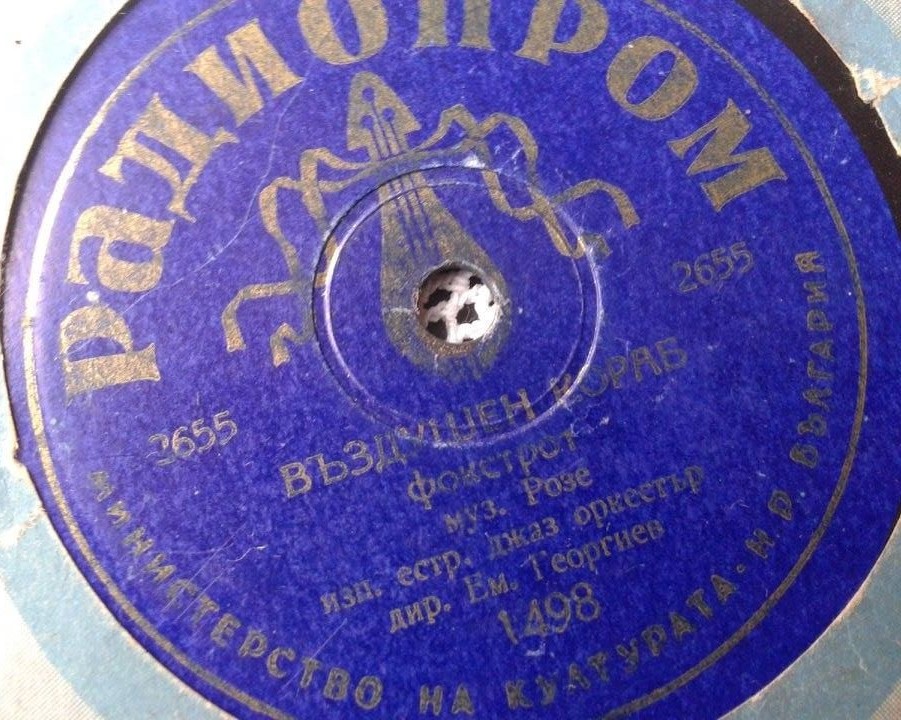 Радиопром
2655
2655
ВЪЗДУШЕН КОРАБ
фокстрот
муз. Розе
изп. естр. джаз оркестър
дир. Ем. Георгиев
1498
МИНИСТЕРСТВО НА КУЛТУРАТА · Н Р БЪЛГАРИЯ